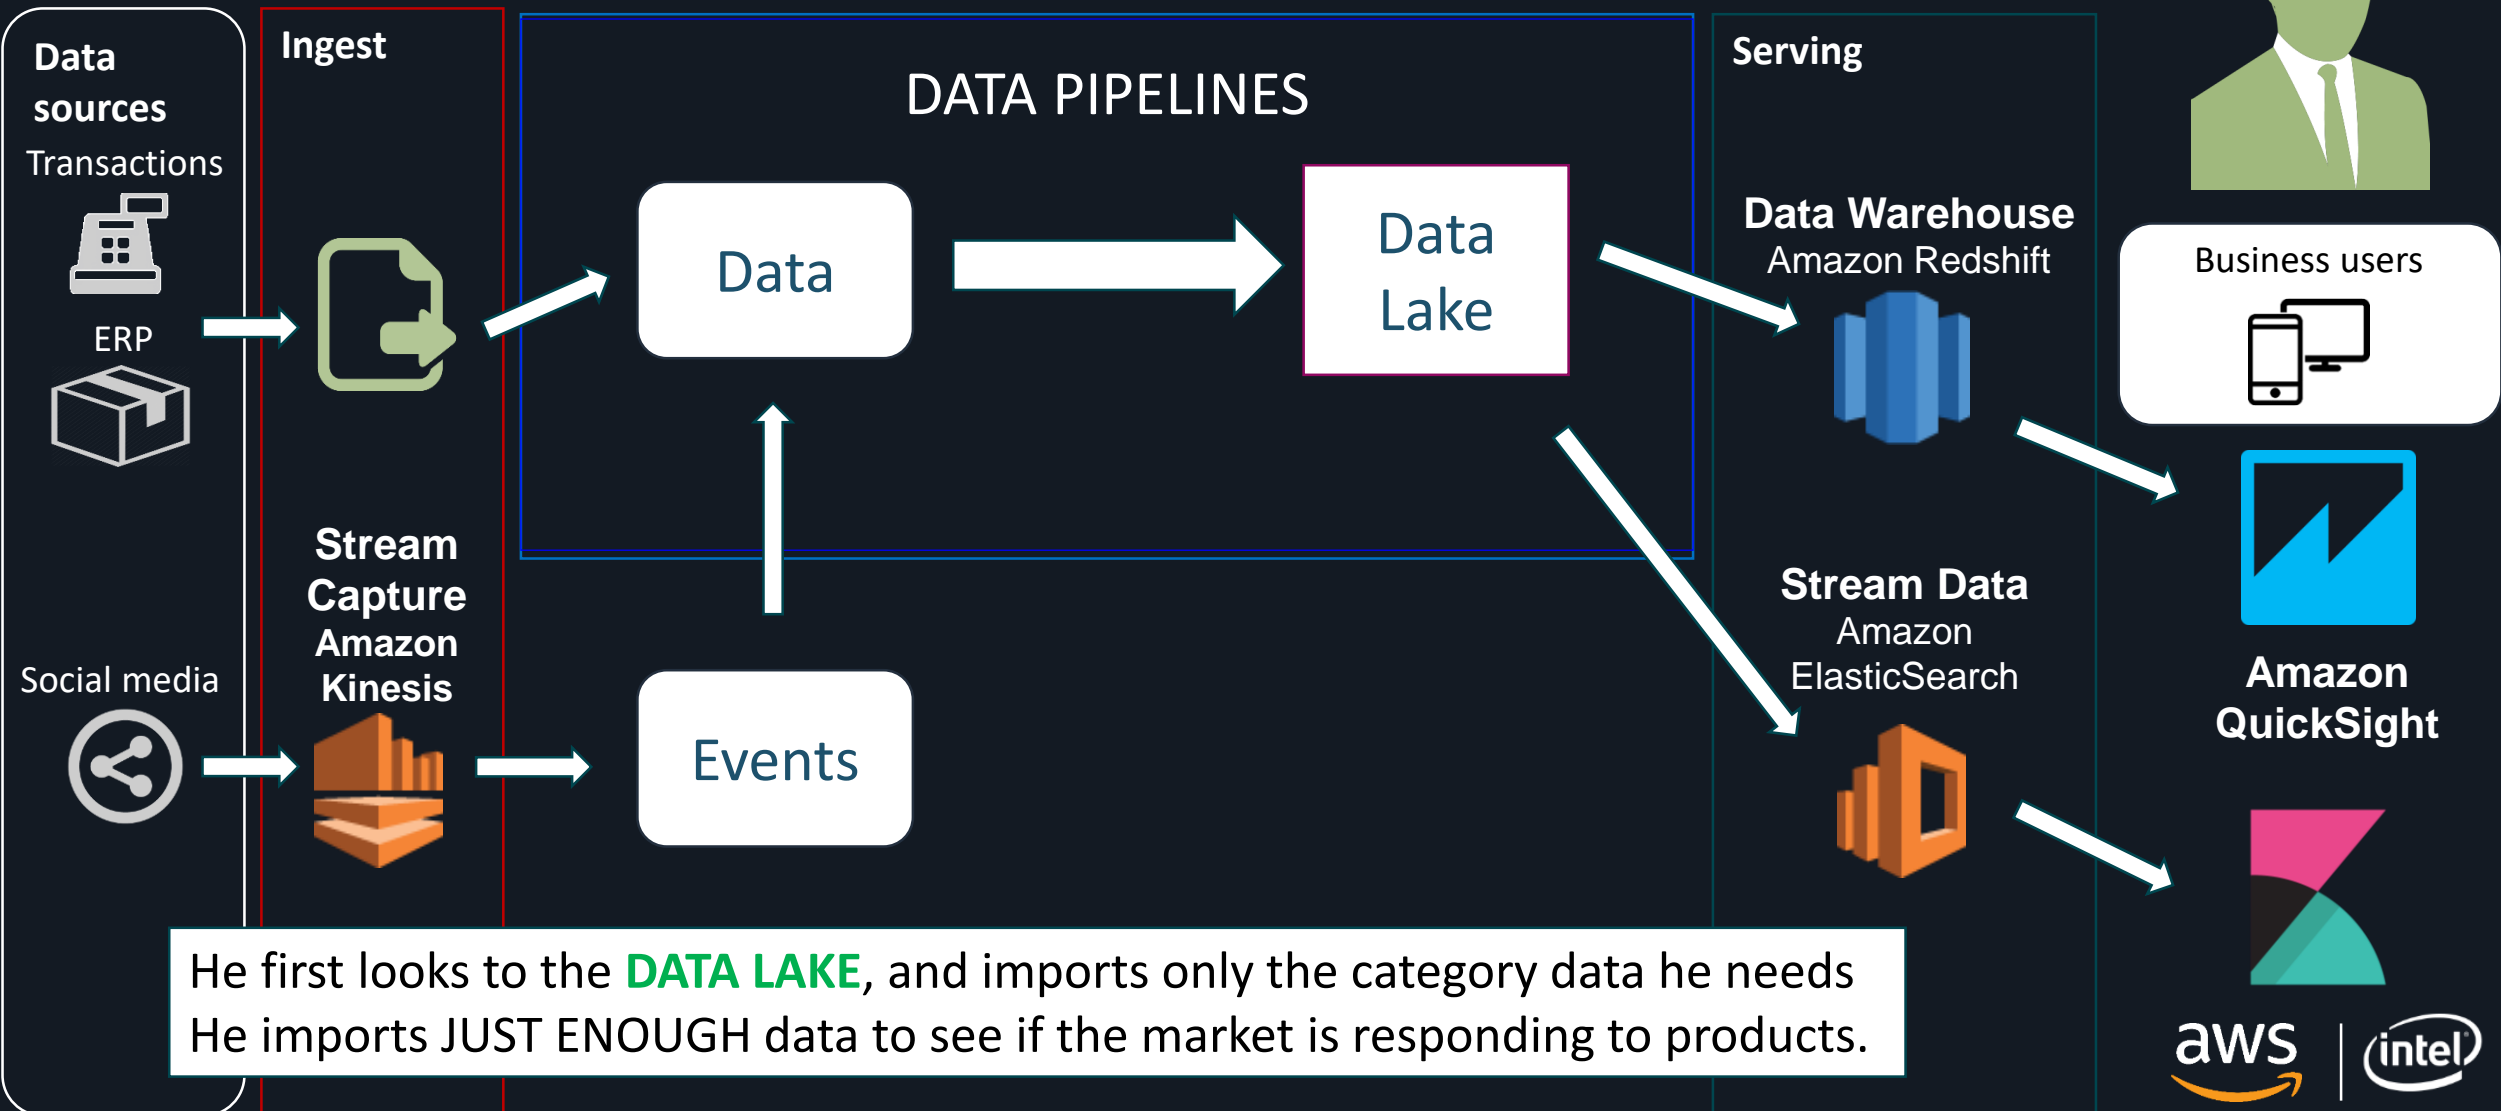 Data
sources
Transactions
ERP
Social media
Ingest
Stream
Capture
Amazon
Kinesis
DATA PIPELINES
Data
Data
Lake
Events
Serving
Data Warehouse
Amazon Redshift
Stream Data
Amazon
ElasticSearch
Business users
Amazon
QuickSight
He first looks to the DATA LAKE, and imports only the category data he needs
He imports JUST ENOUGH data to see if the market is responding to products.
aws
intel